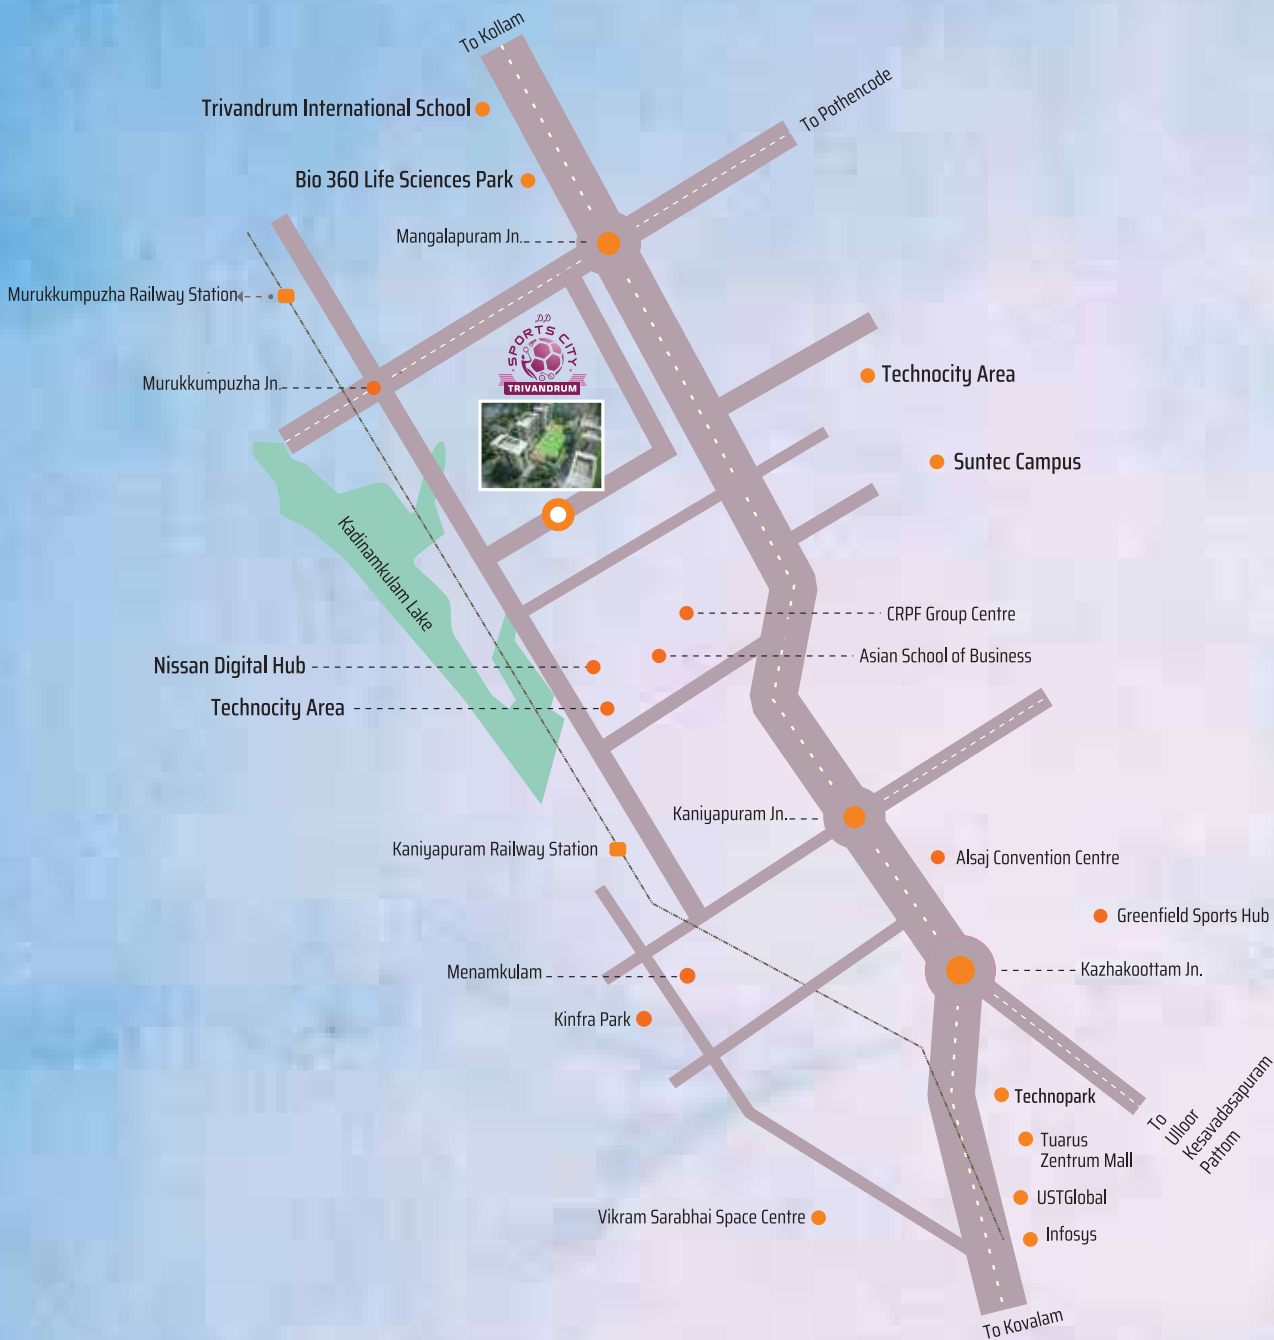 To Kollam
To Pothencode
Trivandrum International School
Bio 360 Life Sciences Park
Mangalapuram Jn.
Murukkumpuzha Railway Station
DD
SPORTS CITY
TRIVANDRUM
Murukkumpuzha Jn.
Technocity Area
Suntec Campus
Kadinamkulam Lake
CRPF Group Centre
Asian School of Business
Nissan Digital Hub
Technocity Area
Kaniyapuram Jn.
Kaniyapuram Railway Station
Alsaj Convention Centre
Greenfield Sports Hub
Kazhakoottam Jn.
Menamkulam
Kinfra Park
Technopark
Tuarus
Zentrum Mall
To
Ulloor
Kesavadasapuram
Pattom
USTGlobal
Vikram Sarabhai Space Centre
Infosys
To Kovalam